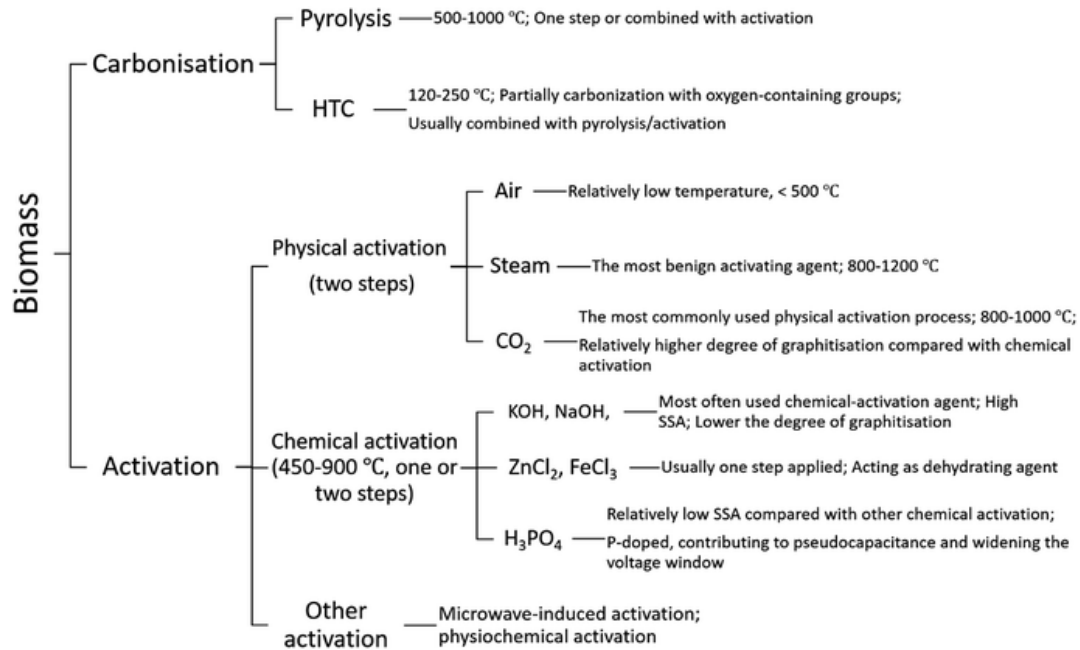 Biomass
Carbonisation
Pyrolysis
500-1000 ℃; One step or combined with activation
HTC
120-250 ℃; Partially carbonization with oxygen-containing groups;
Usually combined with pyrolysis/activation
Activation
Physical activation
(two steps)
Air
Relatively low temperature, < 500 ℃
Steam
The most benign activating agent; 800-1200 ℃
CO₂
The most commonly used physical activation process; 800-1000 ℃;
Relatively higher degree of graphitisation compared with chemical
activation
Chemical activation
(450-900 ℃, one or
two steps)
KOH, NaOH,
Most often used chemical-activation agent; High
SSA; Lower the degree of graphitisation
ZnCl₂, FeCl₃
Usually one step applied; Acting as dehydrating agent
H₃PO₄
Relatively low SSA compared with other chemical activation;
P-doped, contributing to pseudocapacitance and widening the
voltage window
Other
activation
Microwave-induced activation;
physiochemical activation